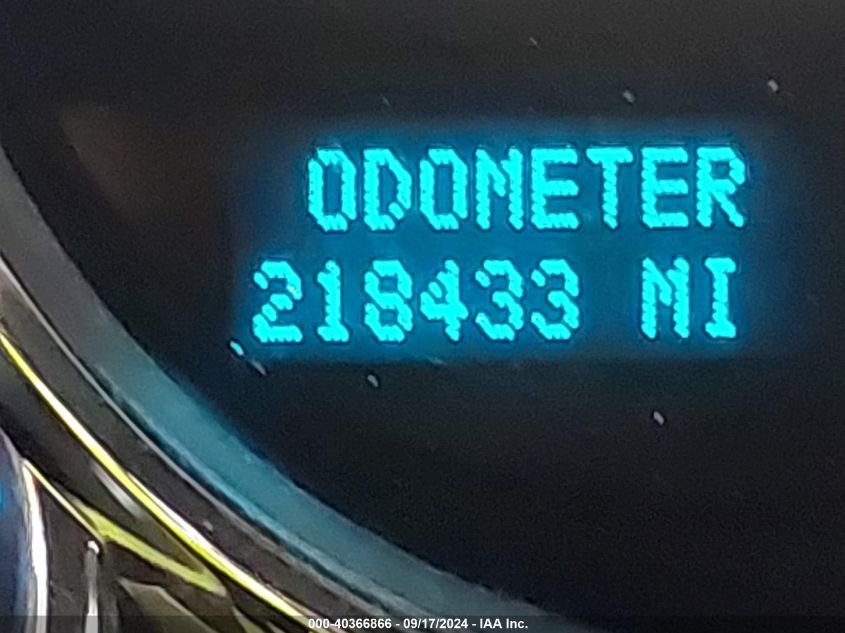 ODOMETER
218433 MI
000-40366866 - 09/17/2024 - IAA Inc.